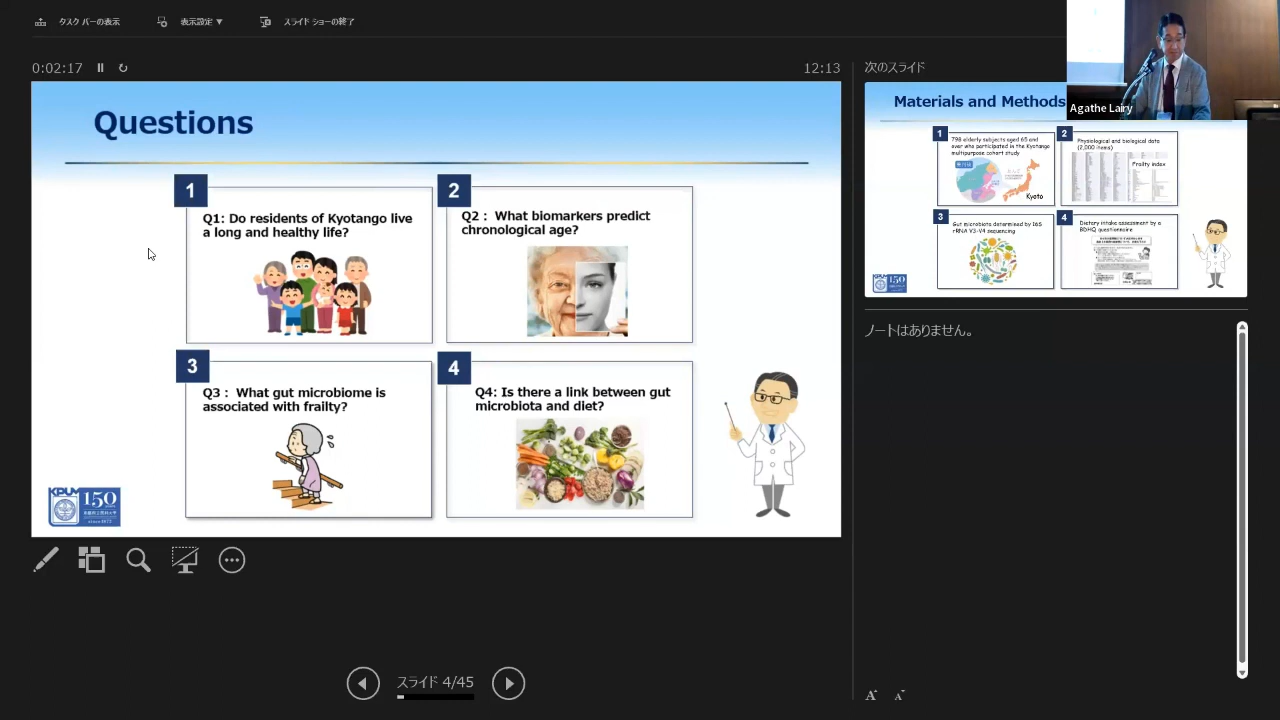 タスク バーの表示
表示設定 ▼
スライド ショーの終了
0:02:17
12:13
次のスライド
Agathe Lairy
Questions
1
Q1: Do residents of Kyotango live
a long and healthy life?
2
Q2 : What biomarkers predict
chronological age?
3
Q3 : What gut microbiome is
associated with frailty?
4
Q4: Is there a link between gut
microbiota and diet?
KPUM 150
Materials and Methods
1
798 elderly subjects aged 65 and
over who participated in the Kyotango
multipurpose cohort study
Kyoto
2
Physiological and biological data
(2,000 items)
Frailty index
3
Gut microbiota determined by 16S
rRNA V3-V4 sequencing
4
Dietary intake assessment by a
BDHQ questionnaire
150
ノートはありません。
スライド 4/45